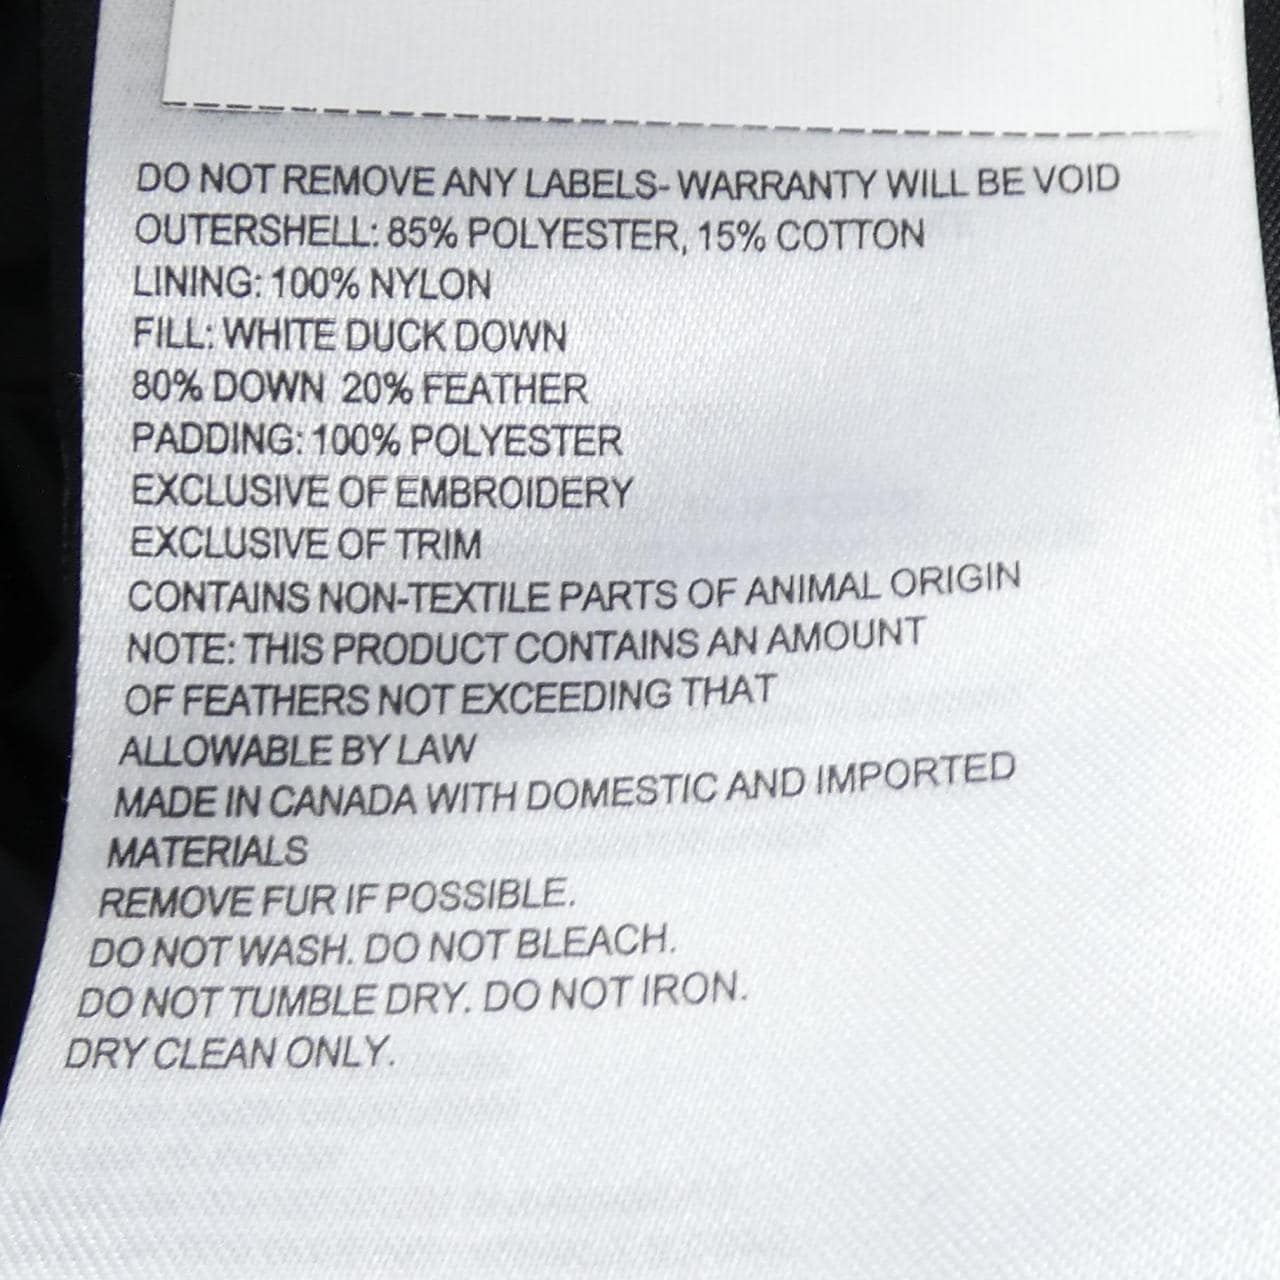 DO NOT REMOVE ANY LABELS- WARRANTY WILL BE VOID
OUTERSHELL: 85% POLYESTER, 15% COTTON
LINING: 100% NYLON
FILL: WHITE DUCK DOWN
80% DOWN 20% FEATHER
PADDING: 100% POLYESTER
EXCLUSIVE OF EMBROIDERY
EXCLUSIVE OF TRIM
CONTAINS NON-TEXTILE PARTS OF ANIMAL ORIGIN
NOTE: THIS PRODUCT CONTAINS AN AMOUNT
OF FEATHERS NOT EXCEEDING THAT
ALLOWABLE BY LAW
MADE IN CANADA WITH DOMESTIC AND IMPORTED
MATERIALS
REMOVE FUR IF POSSIBLE.
DO NOT WASH. DO NOT BLEACH.
DO NOT TUMBLE DRY. DO NOT IRON.
DRY CLEAN ONLY.